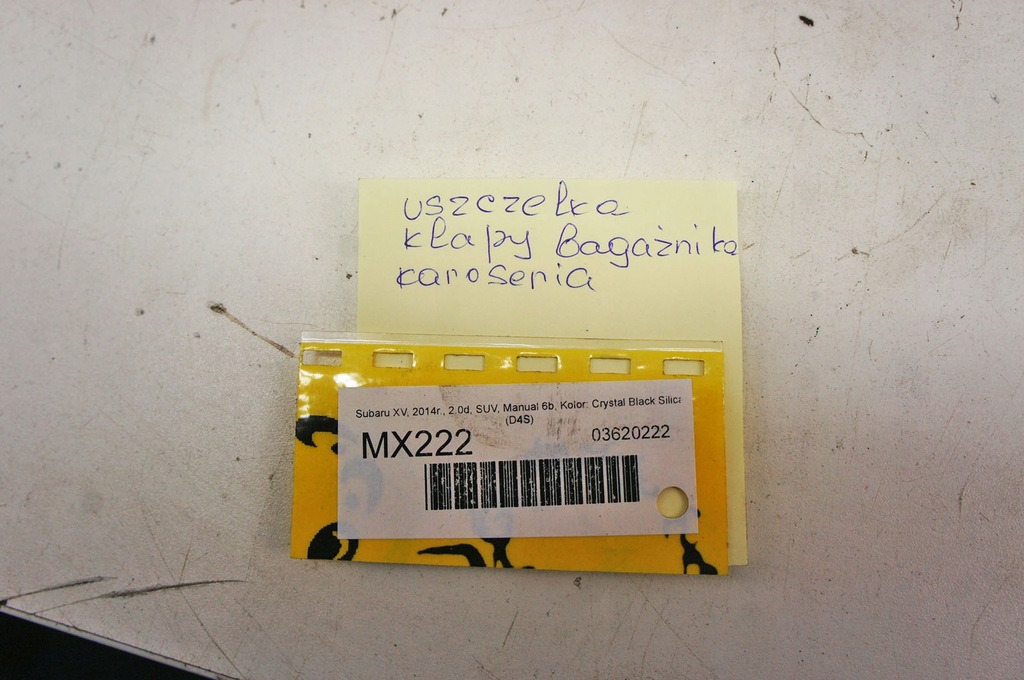 uszczelka
klapy bagażnika
karoseria
Subaru XV, 2014r., 2.0d, SUV, Manual 6b, Kolor: Crystal Black Silica
(D4S)
MX222
03620222